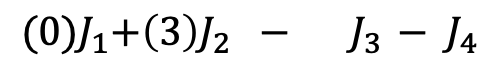 (0)J₁+(3)J₂ − J₃ − J₄